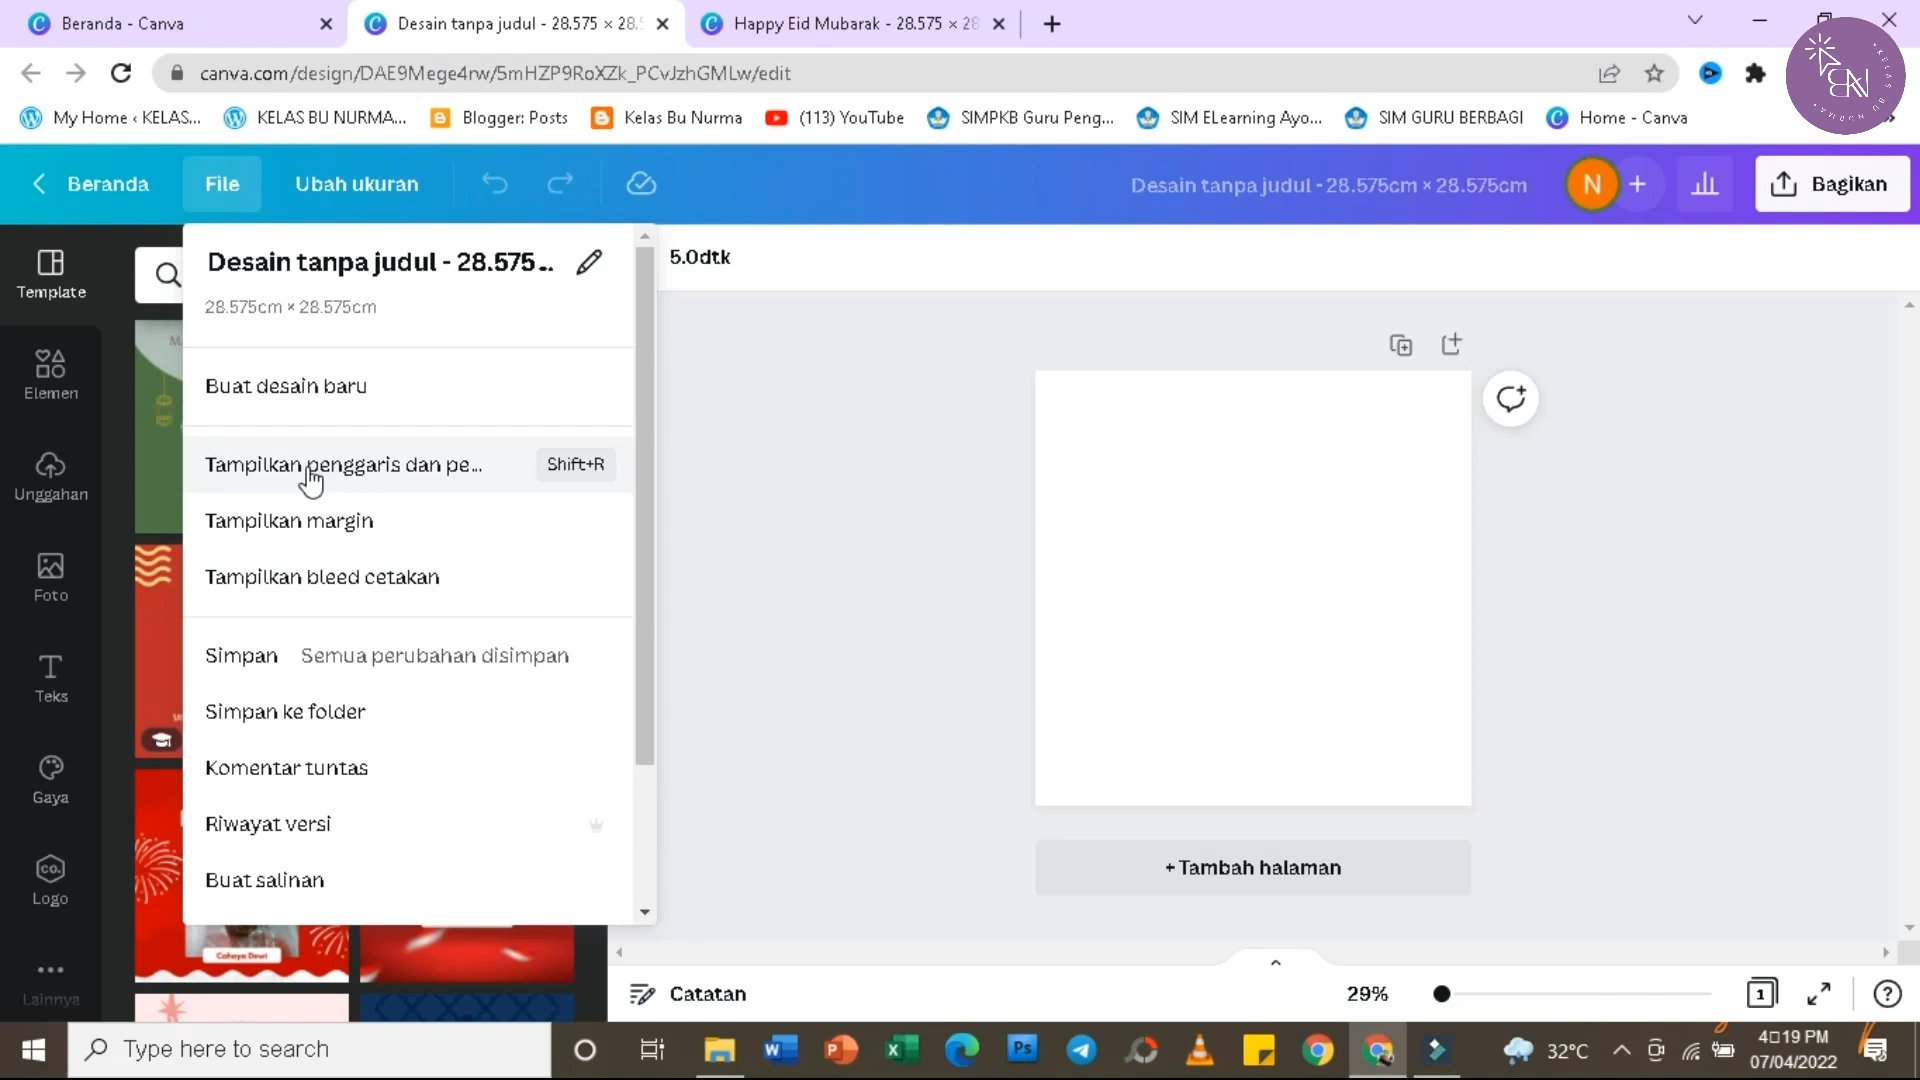 Beranda - Canva
Desain tanpa judul - 28.575 × 28.
Happy Eid Mubarak - 28.575 × 28
canva.com/design/DAE9Mege4rw/5mHZP9RoXZk_PCvJzhGMLw/edit
My Home ‹ KELAS...
KELAS BU NURMA...
Blogger: Posts
Kelas Bu Nurma
(113) YouTube
SIMPKB Guru Peng...
SIM ELearning Ayo...
SIM GURU BERBAGI
Home - Canva
Beranda
File
Ubah ukuran
Desain tanpa judul - 28.575cm × 28.575cm
N
Bagikan
Desain tanpa judul - 28.575...
5.0dtk
28.575cm × 28.575cm
Template
Elemen
Unggahan
Foto
Teks
Gaya
CO.
Logo
Lainnya
Buat desain baru
Tampilkan penggaris dan pe...
Shift+R
Tampilkan margin
Tampilkan bleed cetakan
Simpan
Semua perubahan disimpan
Simpan ke folder
Komentar tuntas
Riwayat versi
Buat salinan
Cahaya Dewi
+ Tambah halaman
Catatan
29%
1
Type here to search
32°C
4:19 PM
07/04/2022